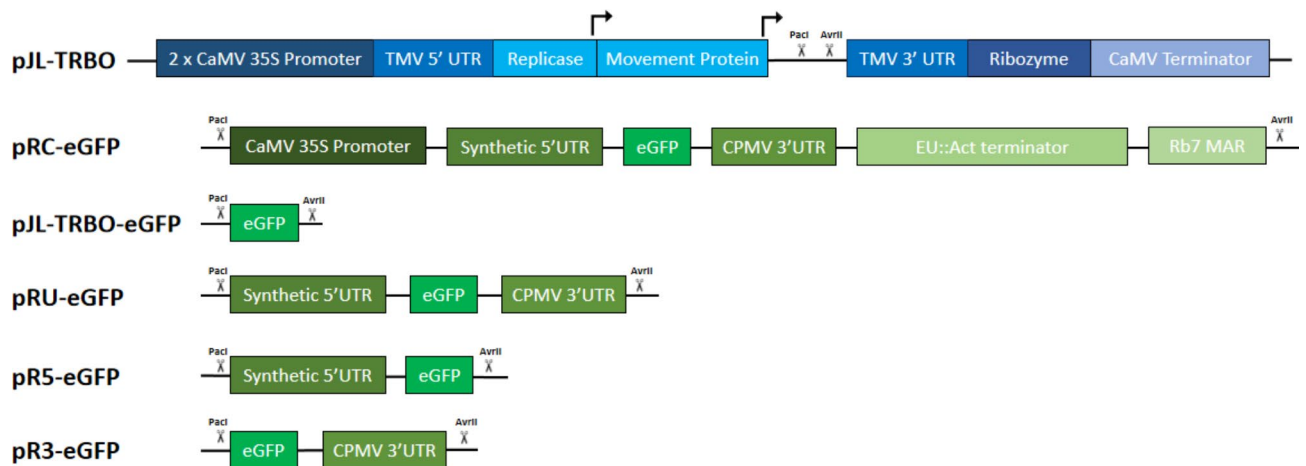 PacI AvrII
pJL-TRBO 2 x CaMV 35S Promoter TMV 5' UTR Replicase Movement Protein TMV 3' UTR Ribozyme CaMV Terminator
PacI AvrII
pRC-eGFP CaMV 35S Promoter Synthetic 5'UTR eGFP CPMV 3'UTR EU::Act terminator Rb7 MAR
PacI AvrII
pJL-TRBO-eGFP eGFP
PacI AvrII
pRU-eGFP Synthetic 5'UTR eGFP CPMV 3'UTR
PacI AvrII
pR5-eGFP Synthetic 5'UTR eGFP
PacI AvrII
pR3-eGFP eGFP CPMV 3'UTR